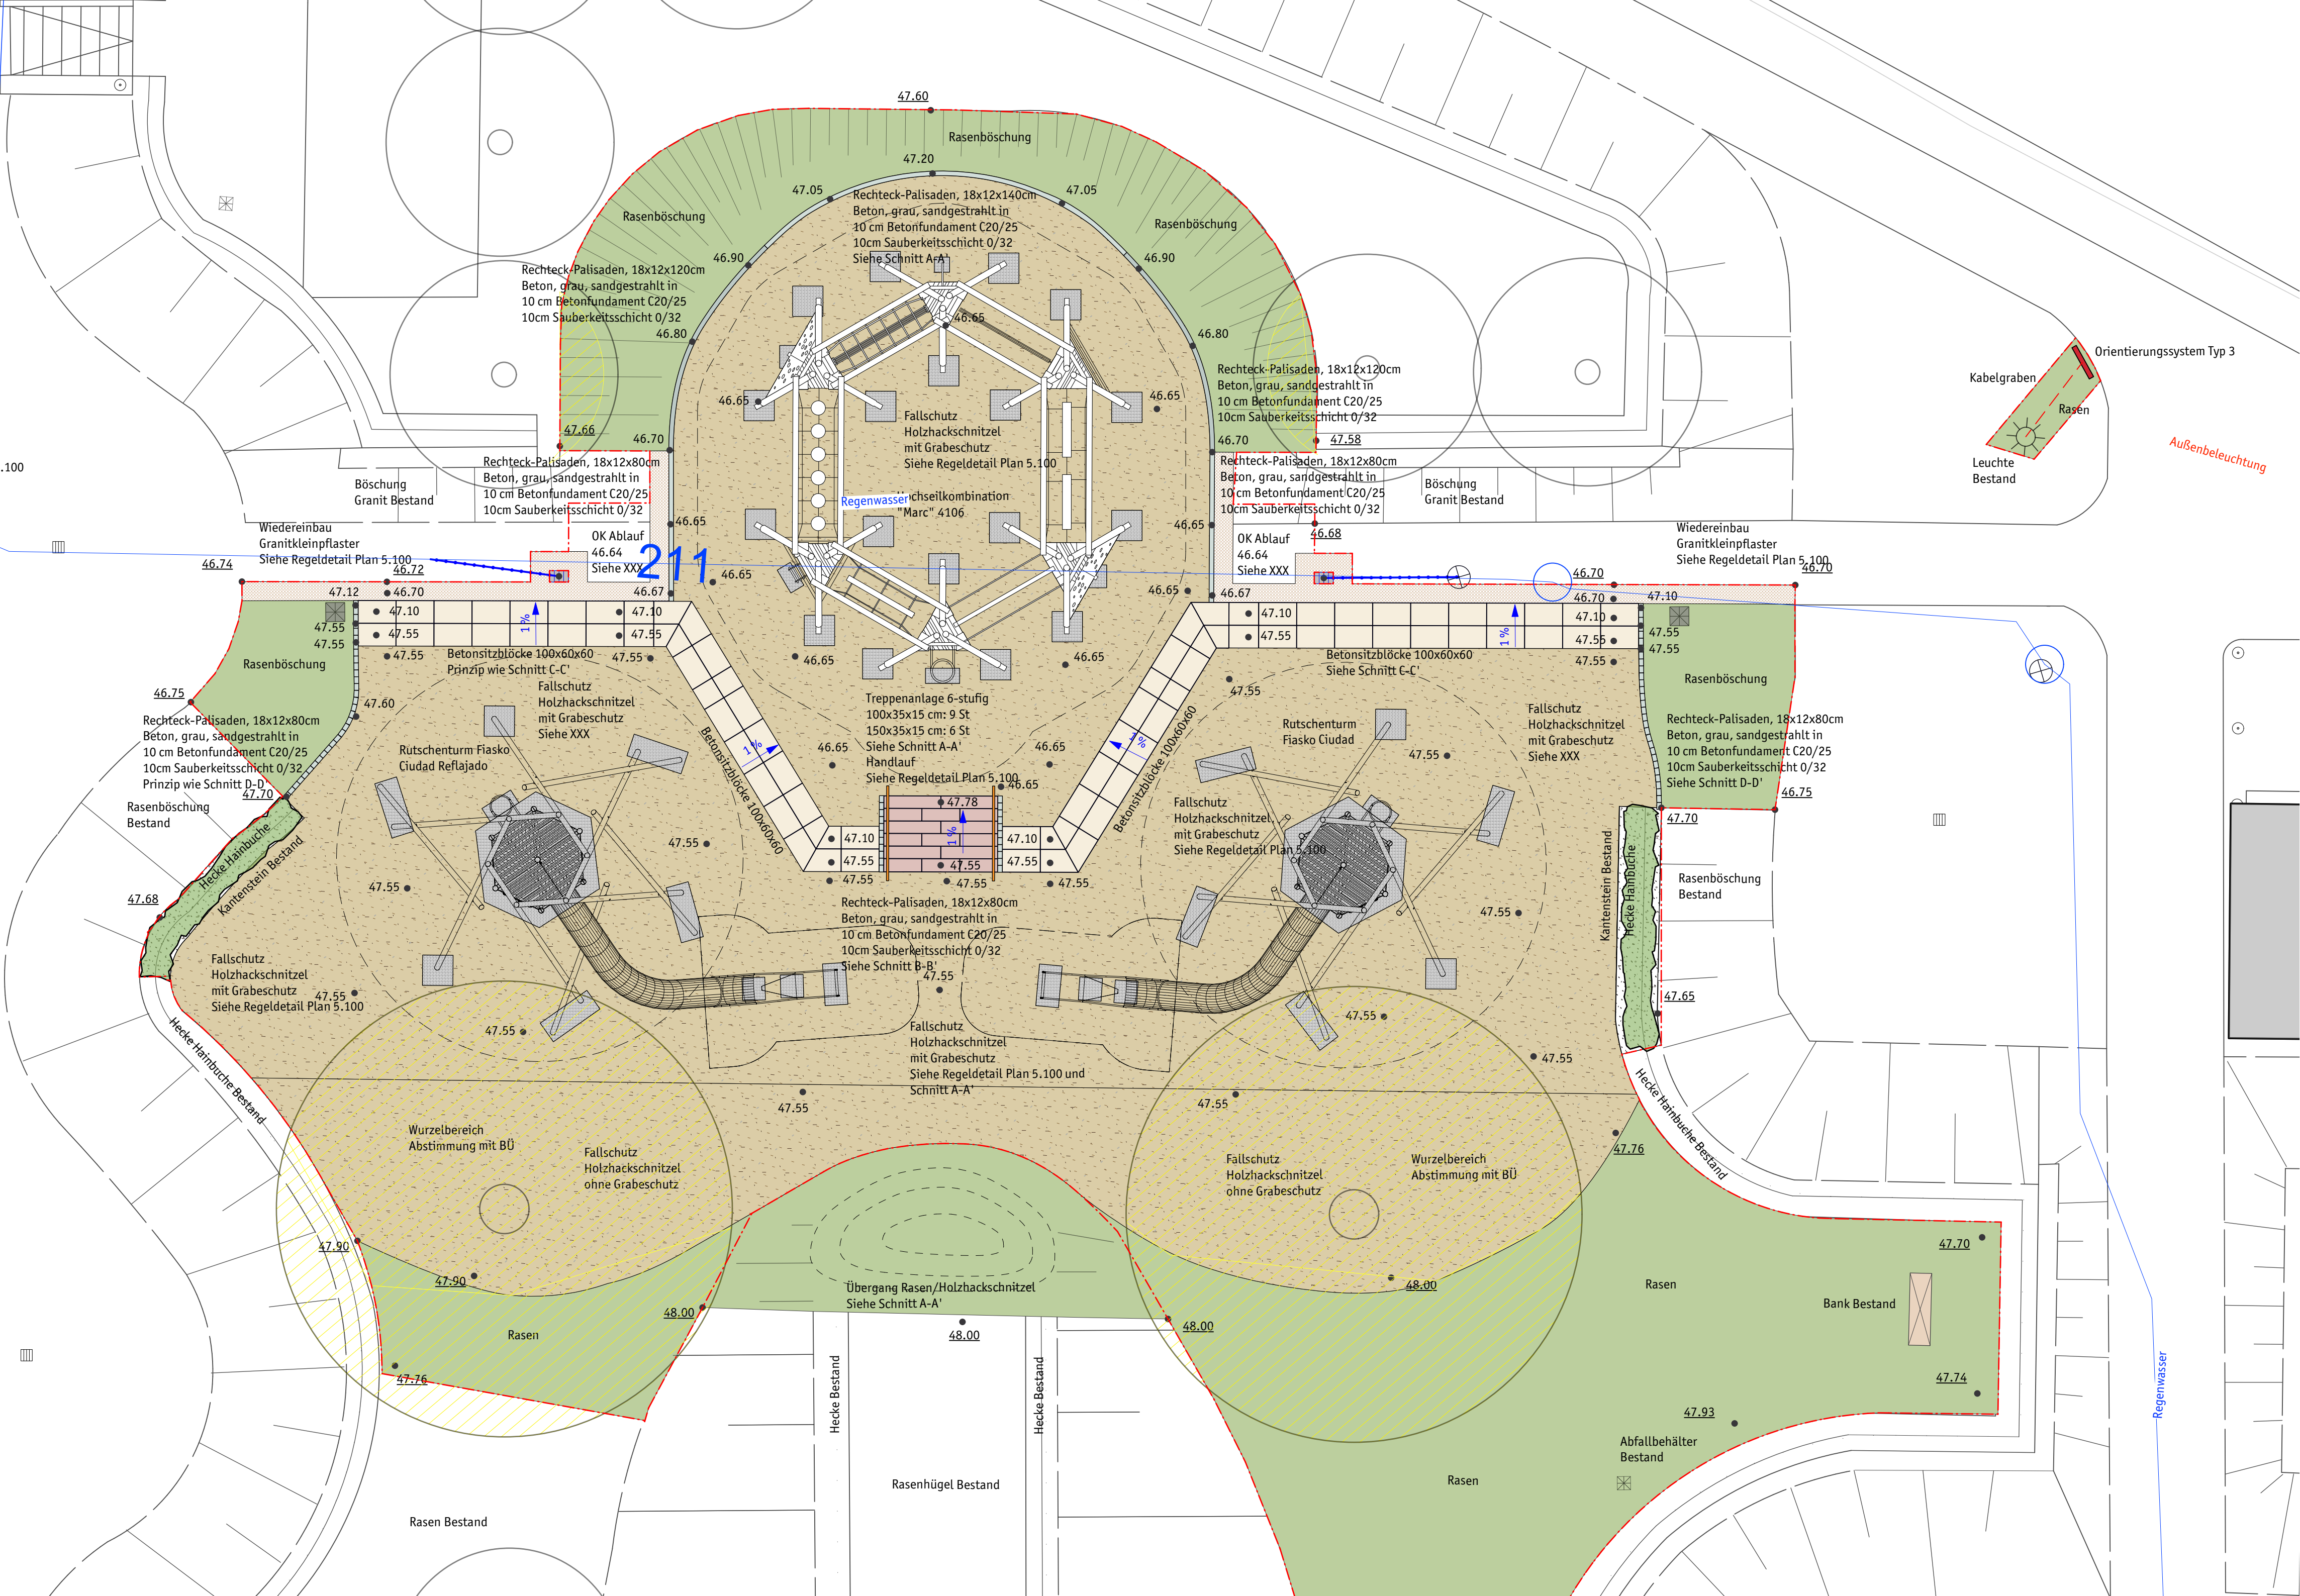 47.60
Rasenböschung
47.20
47.05
47.05
Rechteck-Palisaden, 18x12x140cm
Beton, grau, sandgestrahlt in
10 cm Betonfundament C20/25
10cm Sauberkeitsschicht 0/32
Siehe Schnitt A-A'
Rasenböschung
Rasenböschung
46.90
46.90
Rechteck-Palisaden, 18x12x120cm
Beton, grau, sandgestrahlt in
10 cm Betonfundament C20/25
10cm Sauberkeitsschicht 0/32
46.80
46.65
46.80
Orientierungssystem Typ 3
Kabelgraben
Rasen
Außenbeleuchtung
Leuchte
Bestand
Rechteck-Palisaden, 18x12x120cm
Beton, grau, sandgestrahlt in
10 cm Betonfundament C20/25
10cm Sauberkeitsschicht 0/32
46.65
46.65
Fallschutz
Holzhackschnitzel
mit Grabeschutz
Siehe Regeldetail Plan 5.100
47.66
46.70
46.70
47.58
.100
Rechteck-Palisaden, 18x12x80cm
Beton, grau, sandgestrahlt in
10 cm Betonfundament C20/25
10cm Sauberkeitsschicht 0/32
Rechteck-Palisaden, 18x12x80cm
Beton, grau, sandgestrahlt in
10 cm Betonfundament C20/25
10cm Sauberkeitsschicht 0/32
Böschung
Granit Bestand
Böschung
Granit Bestand
Regenwasser
"Marc" 4106
46.65
46.65
46.68
Wiedereinbau
Granitkleinpflaster
Siehe Regeldetail Plan 5.100
Wiedereinbau
Granitkleinpflaster
Siehe Regeldetail Plan 5.100
OK Ablauf
46.64
Siehe XXX
211
OK Ablauf
46.64
Siehe XXX
46.74
46.72
46.65
46.65
46.70
46.70
47.12
46.70
46.67
46.67
46.70
47.10
47.10
47.10
47.10
47.10
47.55
47.55
47.55
47.55
47.55
47.55
47.55
47.55
1 %
1 %
47.55
47.55
47.55
46.65
46.65
Betonsitzblöcke 100x60x60
Prinzip wie Schnitt C-C'
Betonsitzblöcke 100x60x60
Siehe Schnitt C-C'
Rasenböschung
Rasenböschung
46.75
47.60
47.55
Fallschutz
Holzhackschnitzel
mit Grabeschutz
Siehe XXX
Treppenanlage 6-stufig
100x35x15 cm: 9 St
150x35x15 cm: 6 St
Siehe Schnitt A-A'
Handlauf
Siehe Regeldetail Plan 5.100
Fallschutz
Holzhackschnitzel
mit Grabeschutz
Siehe XXX
Rechteck-Palisaden, 18x12x80cm
Beton, grau, sandgestrahlt in
10 cm Betonfundament C20/25
10cm Sauberkeitsschicht 0/32
Prinzip wie Schnitt D-D'
Rechteck-Palisaden, 18x12x80cm
Beton, grau, sandgestrahlt in
10 cm Betonfundament C20/25
10cm Sauberkeitsschicht 0/32
Siehe Schnitt D-D'
Rutschenturm Fiasko
Ciudad Reflajado
Rutschenturm
Fiasko Ciudad
Betonsitzblöcke 100x60x60
Betonsitzblöcke 100x60x60
1 %
1 %
46.65
46.65
47.55
46.65
47.70
46.75
47.70
Rasenböschung
Bestand
Hecke Hainbuche
Kantenstein Bestand
Fallschutz
Holzhackschnitzel
mit Grabeschutz
Siehe Regeldetail Plan 5.100
47.78
1 %
47.10
47.10
47.55
47.55
47.55
47.55
47.55
47.55
47.55
47.55
Kantenstein Bestand
Hecke Hainbuche
Rasenböschung
Bestand
47.68
47.55
Rechteck-Palisaden, 18x12x80cm
Beton, grau, sandgestrahlt in
10 cm Betonfundament C20/25
10cm Sauberkeitsschicht 0/32
Siehe Schnitt B-B'
47.55
47.55
Fallschutz
Holzhackschnitzel
mit Grabeschutz
Siehe Regeldetail Plan 5.100
47.55
47.65
47.55
47.55
47.55
Fallschutz
Holzhackschnitzel
mit Grabeschutz
Siehe Regeldetail Plan 5.100 und
Schnitt A-A'
Hecke Hainbuche Bestand
Hecke Hainbuche Bestand
47.55
47.55
Wurzelbereich
Abstimmung mit BÜ
Fallschutz
Holzhackschnitzel
ohne Grabeschutz
Fallschutz
Holzhackschnitzel
ohne Grabeschutz
Wurzelbereich
Abstimmung mit BÜ
47.76
47.90
47.90
48.00
Übergang Rasen/Holzhackschnitzel
Siehe Schnitt A-A'
48.00
48.00
48.00
Rasen
Rasen
47.70
Bank Bestand
47.76
47.74
47.93
Hecke Bestand
Hecke Bestand
Abfallbehälter
Bestand
Regenwasser
Rasenhügel Bestand
Rasen
Rasen Bestand